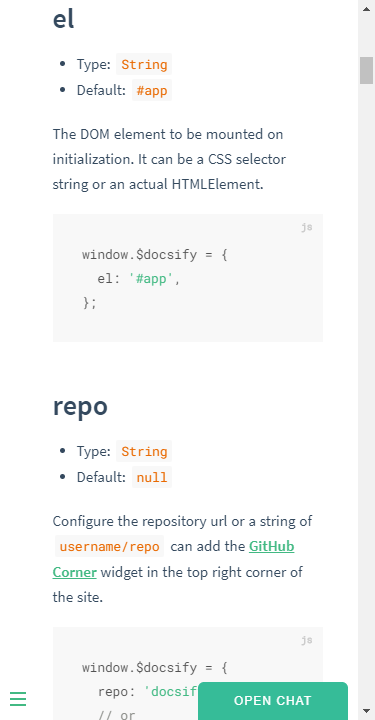 el
Type: String
Default: #app
The DOM element to be mounted on
initialization. It can be a CSS selector
string or an actual HTMLElement.
js
window.$docsify = {
el: '#app',
};
repo
Type: String
Default: null
Configure the repository url or a string of
username/repo can add the GitHub
Corner widget in the top right corner of
the site.
js
window.$docsify = {
repo: 'docsif
// or
OPEN CHAT